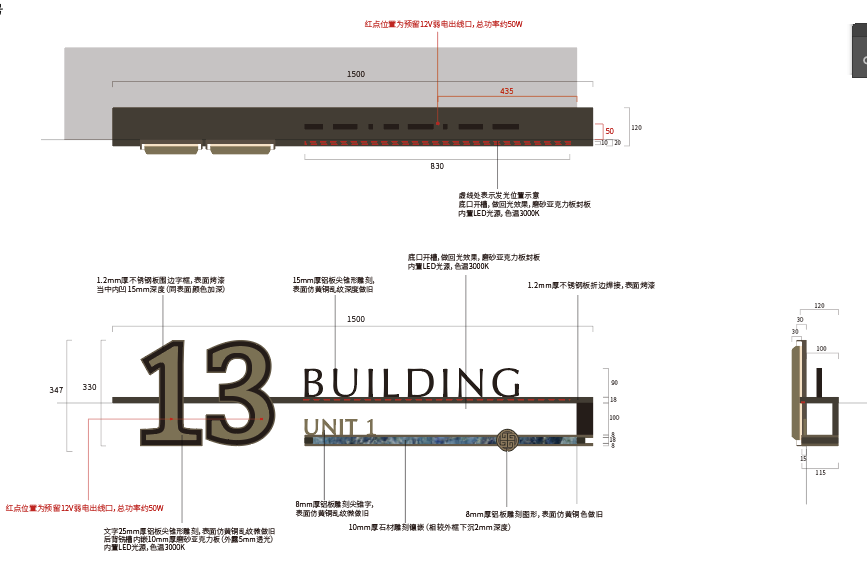 号
红点位置为预留12V弱电出线口，总功率约50W
1500
435
50
120
10
20
830
虚线处表示发光位置示意
底口开槽，做回光效果，磨砂亚克力板封板
内置LED光源，色温3000K
底口开槽，做回光效果，磨砂亚克力板封板
内置LED光源，色温3000K
1.2mm厚不锈钢板围边字框，表面烤漆
当中内凹15mm深度（同表面颜色加深）
15mm厚铝板尖锥形雕刻，
表面仿黄铜乱纹深度做旧
1.2mm厚不锈钢板折边焊接，表面烤漆
1500
347
330
13
BUILDING
UNIT 1
90
18
100
8
18
8
120
30
30
100
15
115
红点位置为预留12V弱电出线口，总功率约50W
8mm厚铝板雕刻尖锥字，
表面仿黄铜乱纹微做旧
8mm厚铝板雕刻图形，表面仿黄铜色做旧
10mm厚石材雕刻镶嵌（相较外框下沉2mm深度）
文字25mm厚铝板尖锥形雕刻，表面仿黄铜乱纹微做旧
后背铣槽内嵌10mm厚磨砂亚克力板（外露5mm透光）
内置LED光源，色温3000K